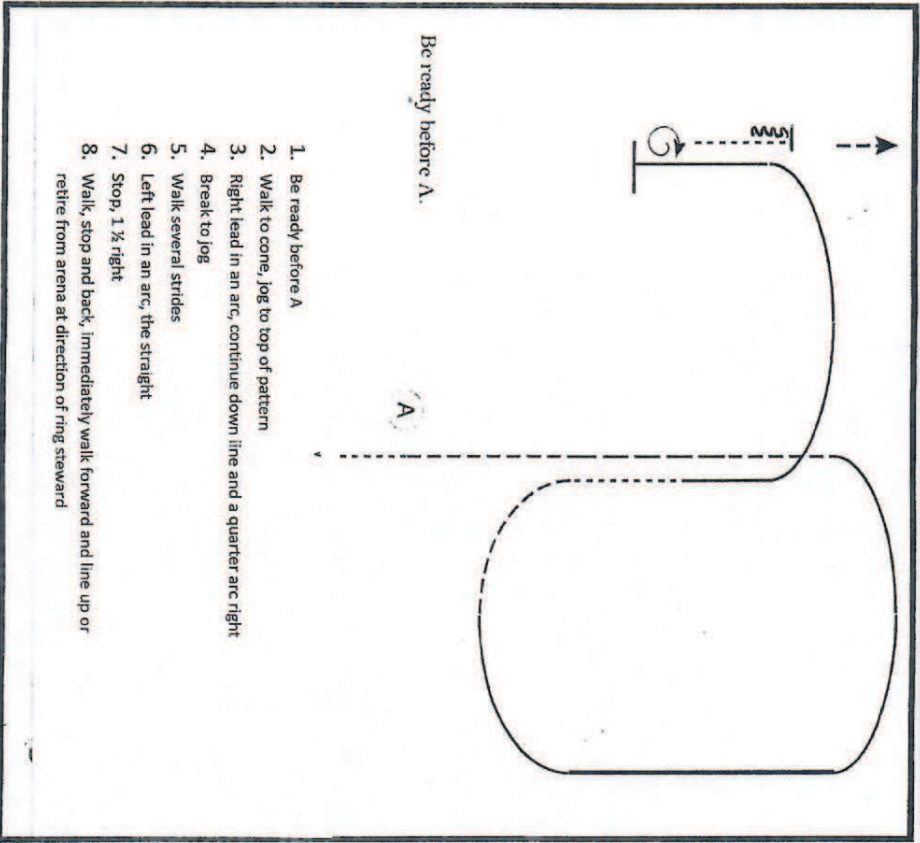 Be ready before A.
A
1. Be ready before A
2. Walk to cone, jog to top of pattern
3. Right lead in an arc, continue down line and a quarter arc right
4. Break to jog
5. Walk several strides
6. Left lead in an arc, the straight
7. Stop, 1 ½ right
8. Walk, stop and back, immediately walk forward and line up or
retire from arena at direction of ring steward